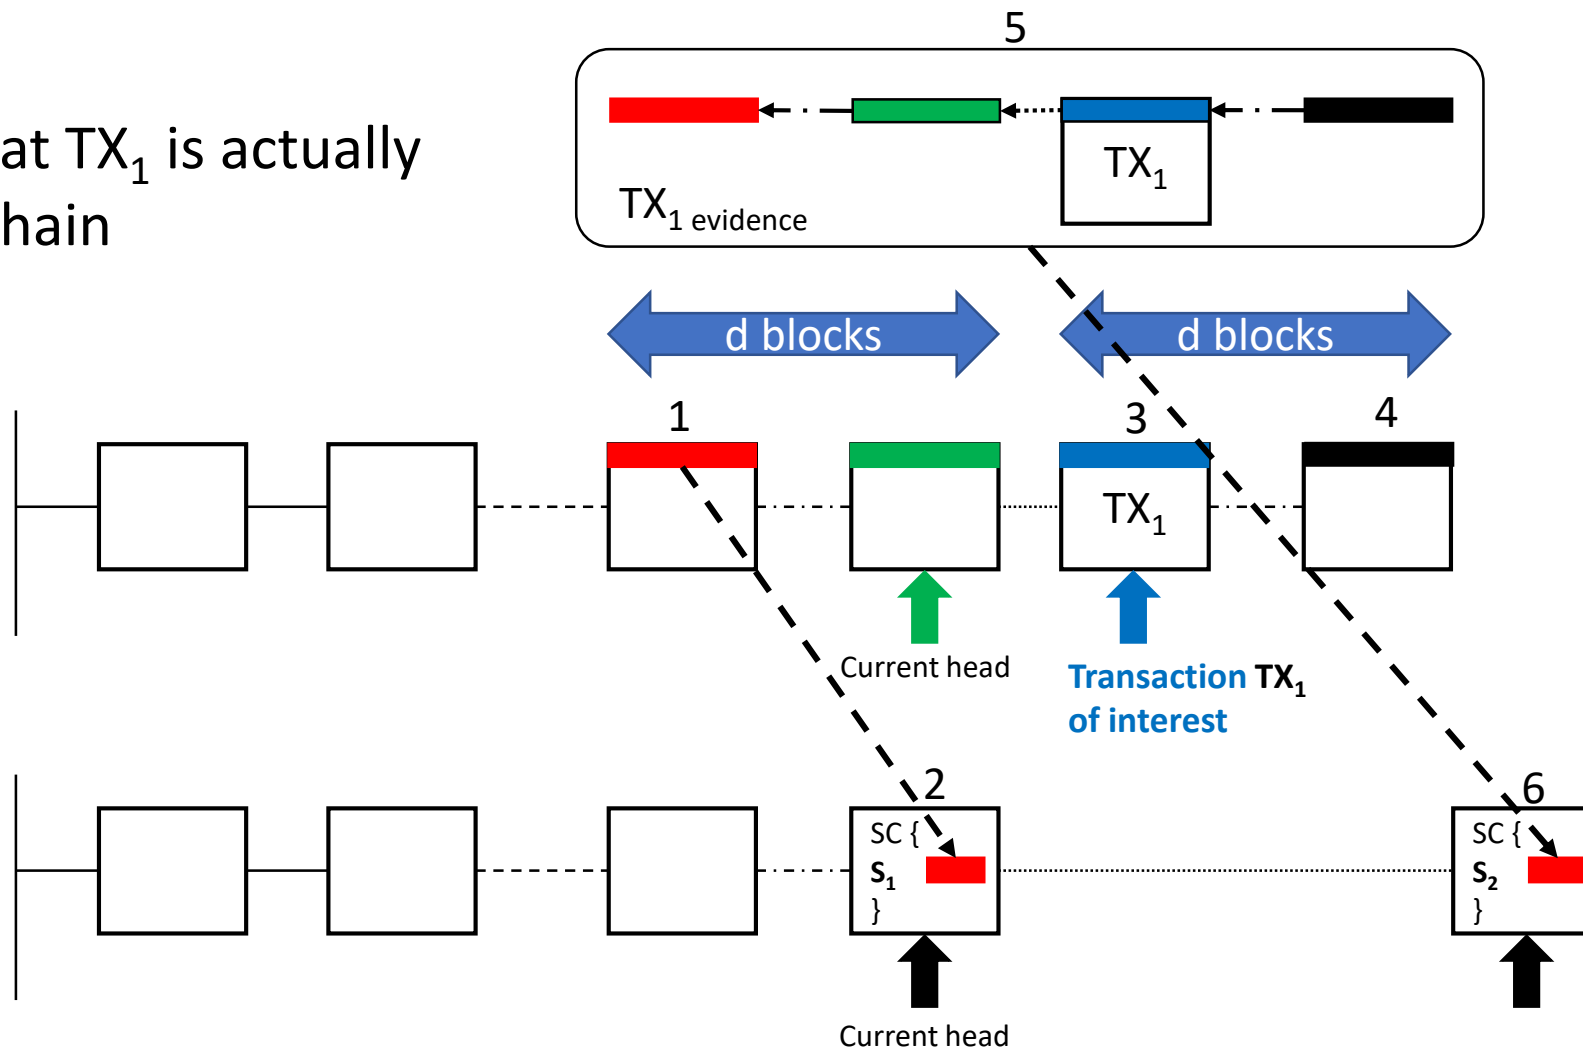 5
at TX₁ is actually
hain
TX₁
TX₁ evidence
d blocks
d blocks
1
3
4
TX₁
Current head
Transaction TX₁
of interest
2
6
SC {
S₁
}
SC {
S₂
}
Current head